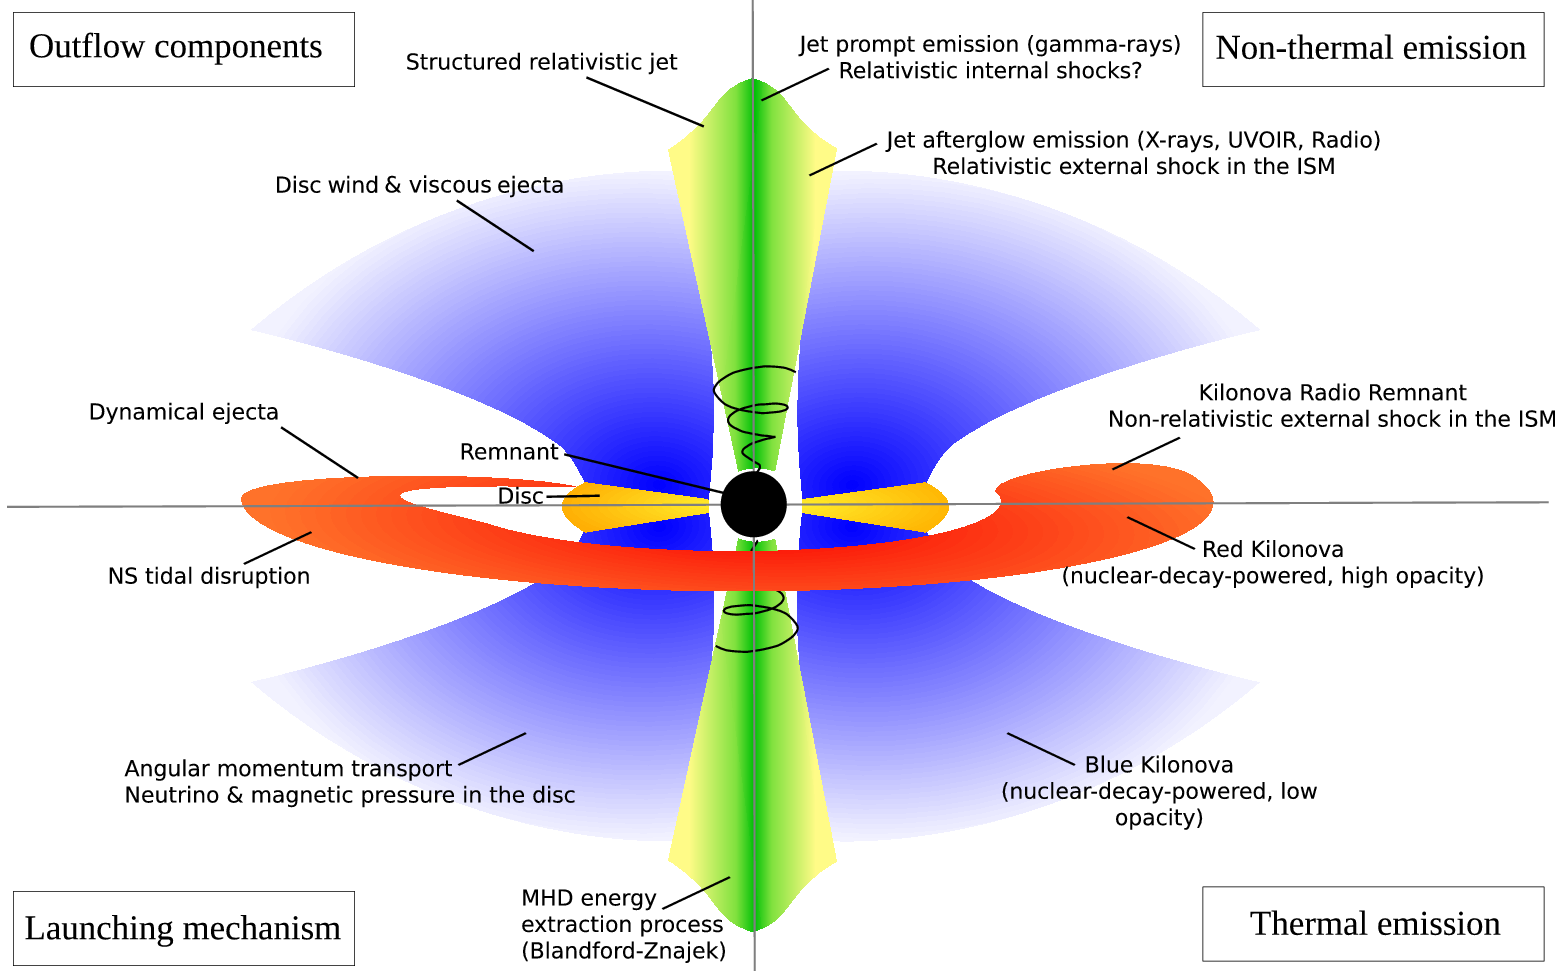 Outflow components
Structured relativistic jet
Disc wind & viscous ejecta
Dynamical ejecta
Remnant
Disc
Jet prompt emission (gamma-rays)
Relativistic internal shocks?
Non-thermal emission
Jet afterglow emission (X-rays, UVOIR, Radio)
Relativistic external shock in the ISM
Kilonova Radio Remnant
Non-relativistic external shock in the ISM
NS tidal disruption
Angular momentum transport
Neutrino & magnetic pressure in the disc
MHD energy
extraction process
(Blandford-Znajek)
Launching mechanism
Red Kilonova
(nuclear-decay-powered, high opacity)
Blue Kilonova
(nuclear-decay-powered, low
opacity)
Thermal emission